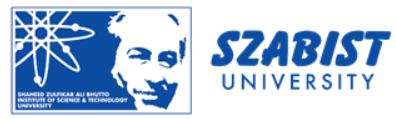 SHAHEED ZULFIKAR ALI BHUTTO
INSTITUTE OF SCIENCE & TECHNOLOGY
UNIVERSITY
SZABIST
UNIVERSITY